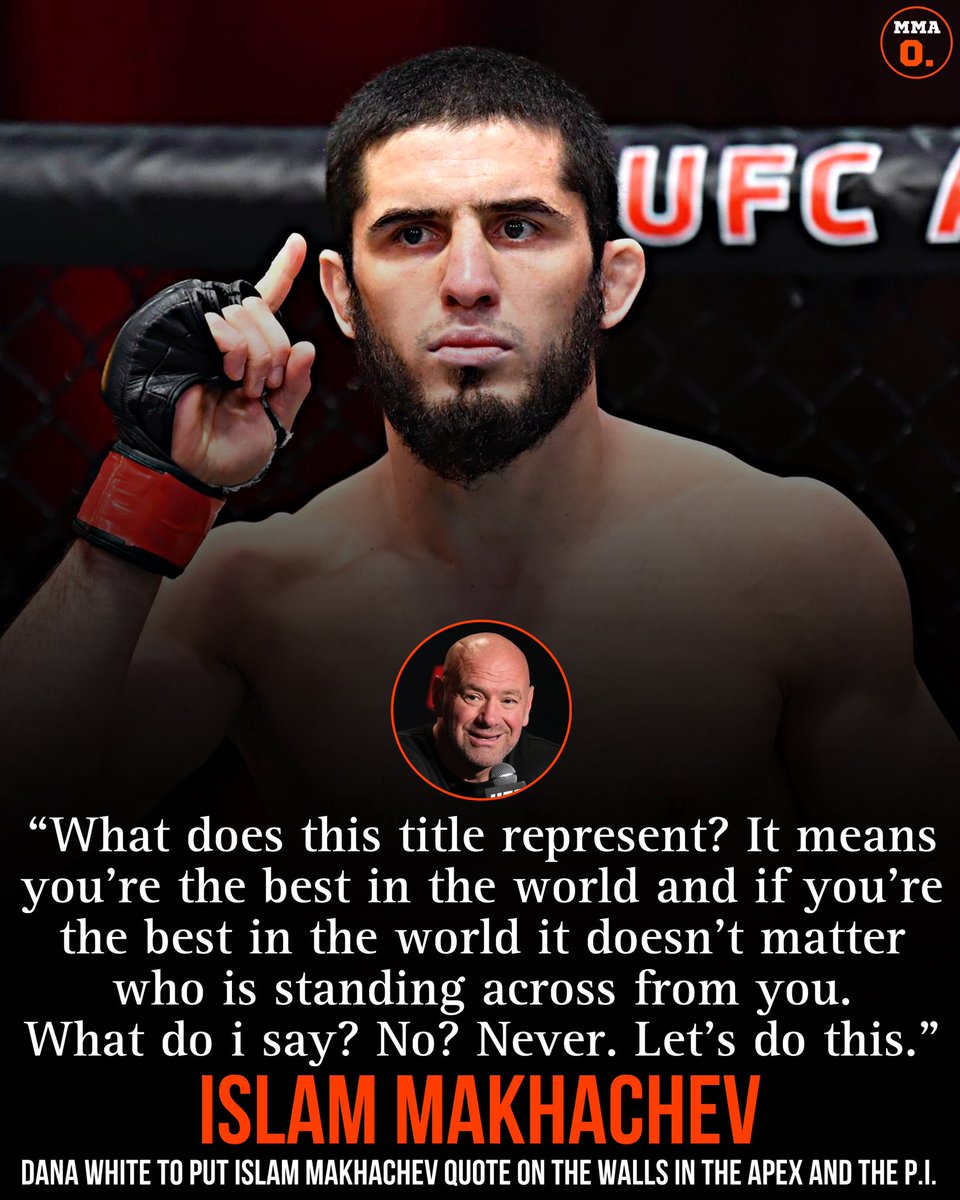 MMA
O.
UFC A
UFC
“What does this title represent? It means
you’re the best in the world and if you’re
the best in the world it doesn’t matter
who is standing across from you.
What do i say? No? Never. Let’s do this.”
ISLAM MAKHACHEV
DANA WHITE TO PUT ISLAM MAKHACHEV QUOTE ON THE WALLS IN THE APEX AND THE P.I.